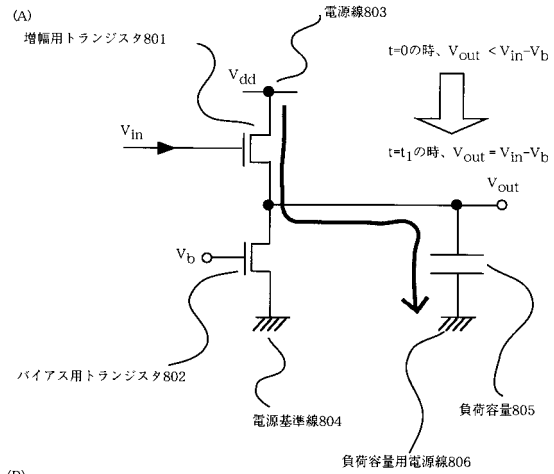 (A)
電源線803
増幅用トランジスタ801
t=0の時、Vout < Vin-Vb
Vdd
Vin
t=t1の時、Vout = Vin-Vb
Vout
Vb
バイアス用トランジスタ802
電源基準線804
負荷容量805
負荷容量用電源線806
(B)